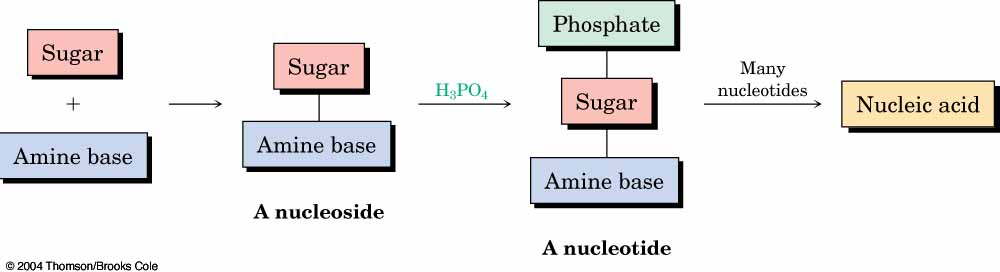 Sugar
+
Amine base
Sugar
Amine base
A nucleoside
H₃PO₄
Phosphate
Sugar
Amine base
A nucleotide
Many
nucleotides
Nucleic acid
© 2004 Thomson/Brooks Cole